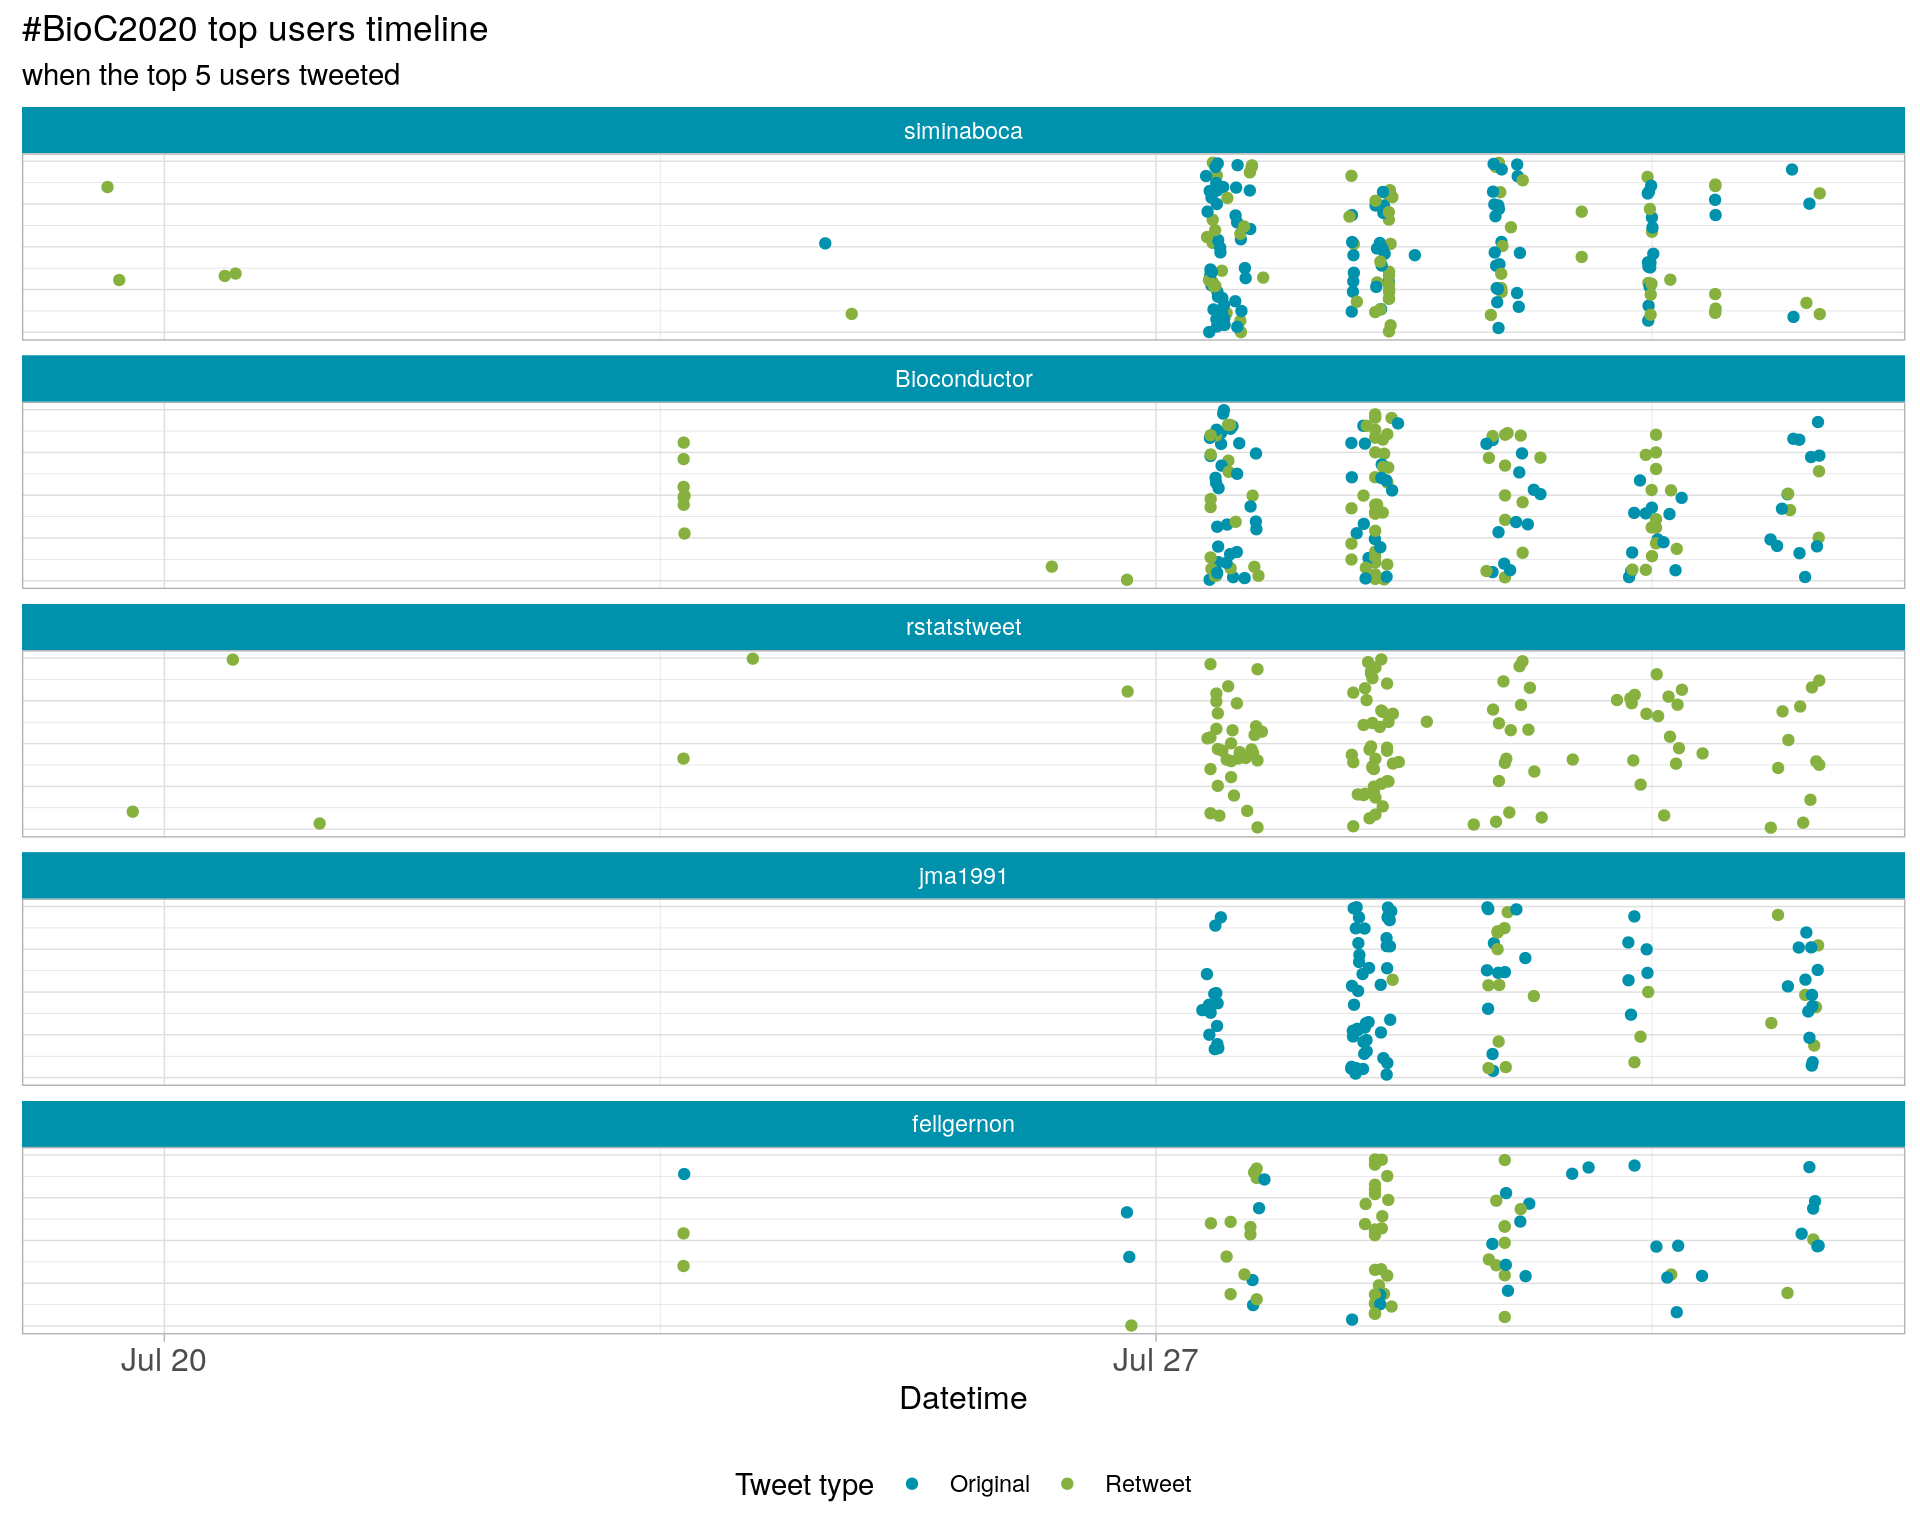 #BioC2020 top users timeline
when the top 5 users tweeted
siminaboca
Bioconductor
rstatstweet
jma1991
fellgernon
Jul 20 Jul 27
Datetime
Tweet type Original Retweet